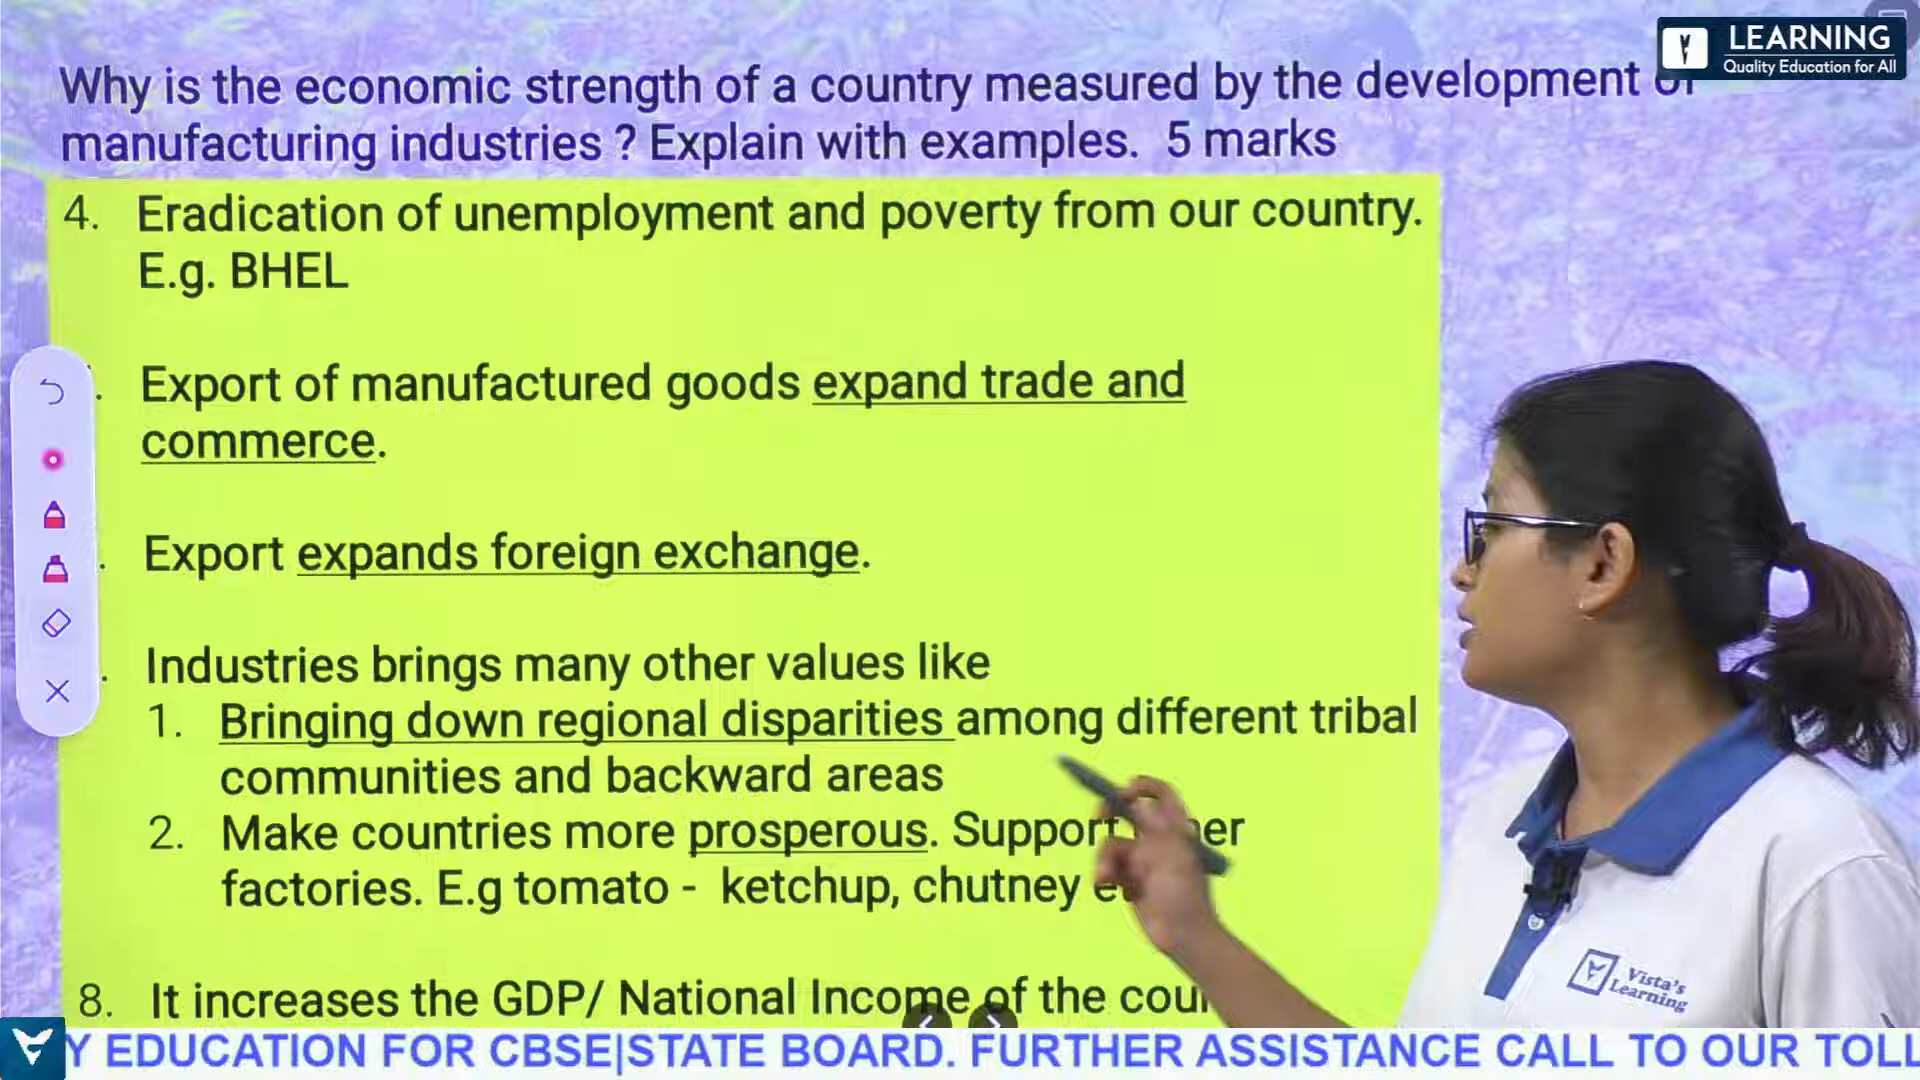 LEARNING
Quality Education for All
Why is the economic strength of a country measured by the development of
manufacturing industries ? Explain with examples. 5 marks
4. Eradication of unemployment and poverty from our country.
E.g. BHEL
Export of manufactured goods expand trade and
commerce.
Export expands foreign exchange.
Industries brings many other values like
1. Bringing down regional disparities among different tribal
communities and backward areas
2. Make countries more prosperous. Support
factories. E.g tomato - ketchup, chutney
8. It increases the GDP/ National Income of the
Vista's
Learning
Y EDUCATION FOR CBSE|STATE BOARD. FURTHER ASSISTANCE CALL TO OUR TOLL